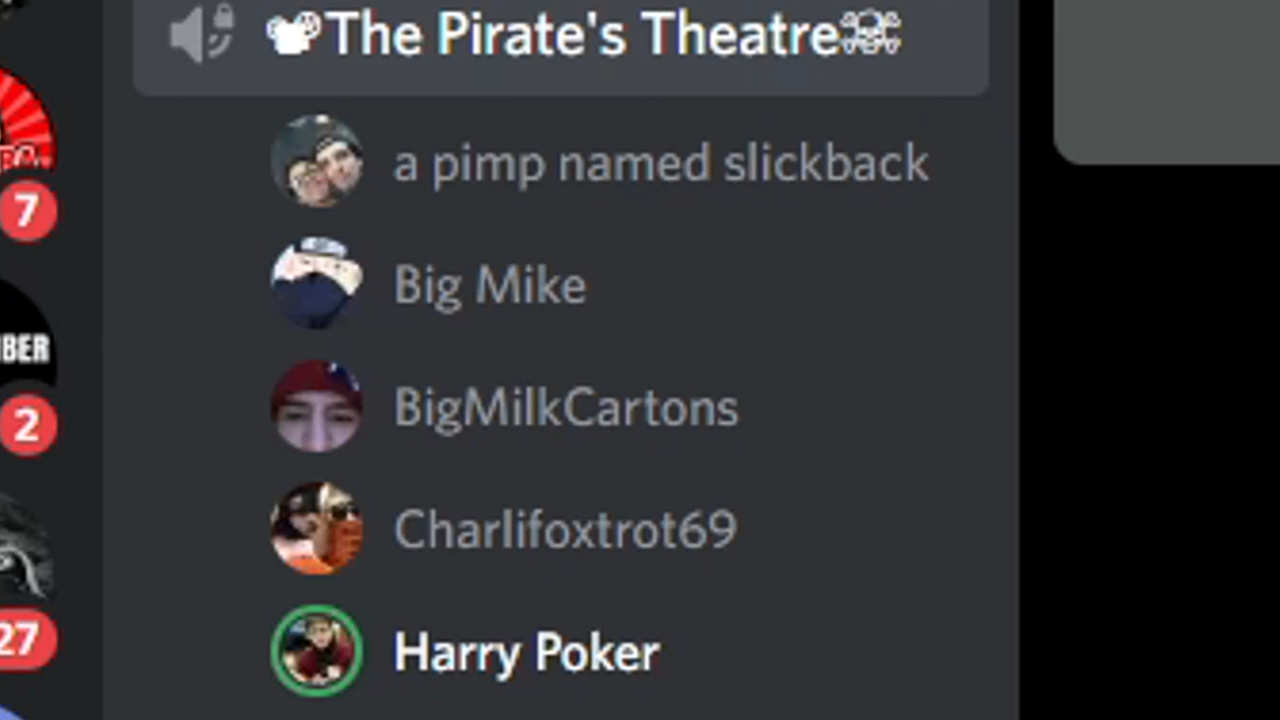 The Pirate's Theatre
a pimp named slickback
7
Big Mike
BER
BigMilkCartons
2
Charlifoxtrot69
27
Harry Poker